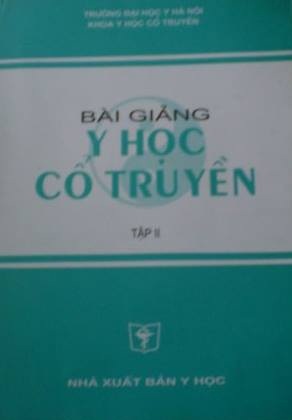 TRƯỜNG ĐẠI HỌC Y HÀ NỘI
KHOA Y HỌC CỔ TRUYỀN
BÀI GIẢNG
Y HỌC
CỔ TRUYỀN
TẬP II
NHÀ XUẤT BẢN Y HỌC